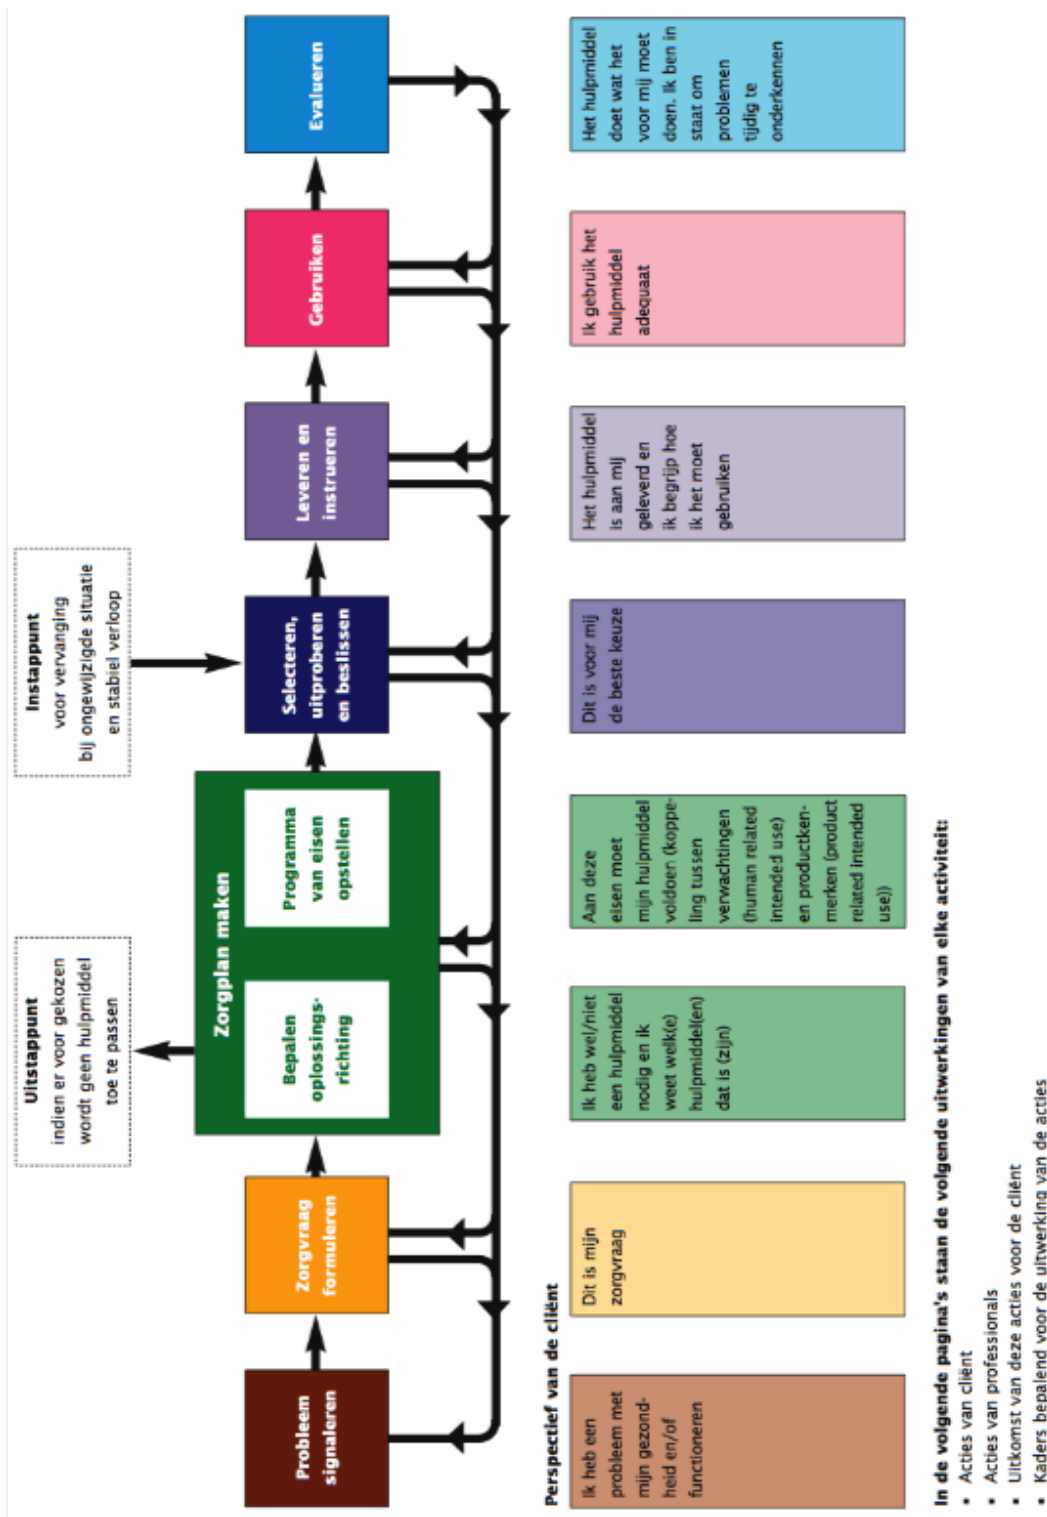 Uitstappunt
indien er voor gekozen
wordt geen hulpmiddel
toe te passen
Instappunt
voor vervanging
bij ongewijzigde situatie
en stabiel verloop
Probleem
signaleren
Zorgvraag
formuleren
Zorgplan maken
Bepalen
oplossings-
richting
Programma
van eisen
opstellen
Selecteren,
uitproberen
en beslissen
Leveren en
instrueren
Gebruiken
Evalueren
Perspectief van de cliënt
Ik heb een
probleem met
mijn gezond-
heid en/of
functioneren
Dit is mijn
zorgvraag
Ik heb wel/niet
een hulpmiddel
nodig en ik
weet welk(e)
hulpmiddel(en)
dat is (zijn)
Aan deze
eisen moet
mijn hulpmiddel
voldoen (koppe-
ling tussen
verwachtingen
(human related
intended use)
en productken-
merken (product
related intended
use))
Dit is voor mij
de beste keuze
Het hulpmiddel
is aan mij
geleverd en
ik begrijp hoe
ik het moet
gebruiken
Ik gebruik het
hulpmiddel
adequaat
Het hulpmiddel
doet wat het
voor mij moet
doen. Ik ben in
staat om
problemen
tijdig te
onderkennen
In de volgende pagina's staan de volgende uitwerkingen van elke activiteit:
▪ Acties van cliënt
▪ Acties van professionals
▪ Uitkomst van deze acties voor de cliënt
▪ Kaders bepalend voor de uitwerking van de acties